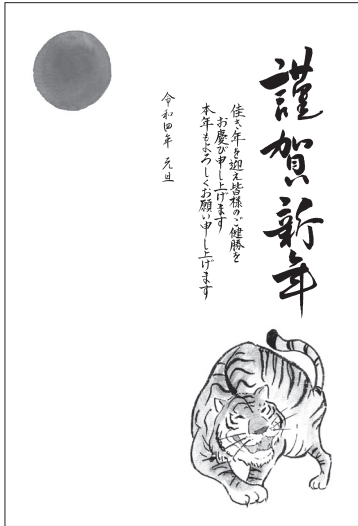 謹賀新年
佳き年を迎え皆様のご健勝を
お慶び申し上げます
本年もよろしくお願い申し上げます
令和四年 元旦